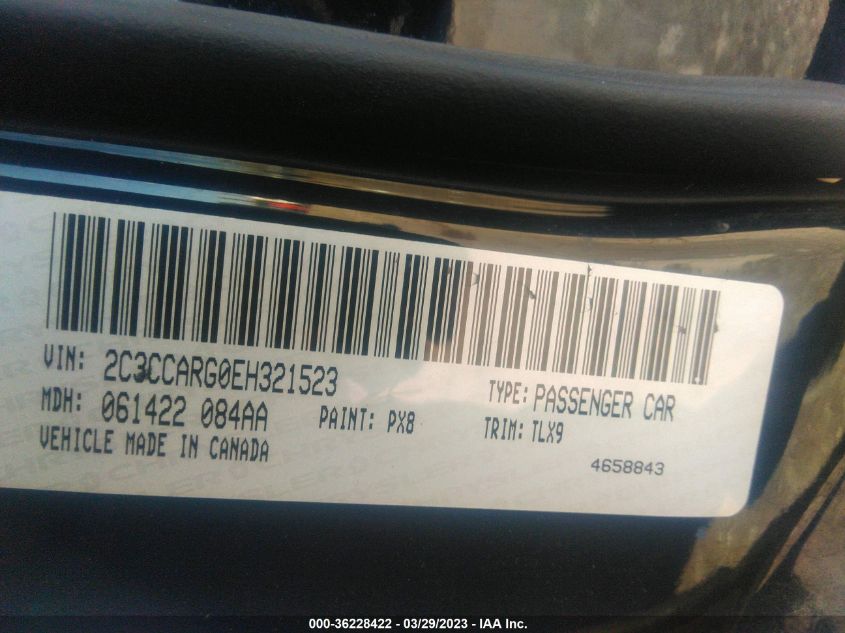 VIN: 2C3CCARG0EH321523
TYPE: PASSENGER CAR
MDH: 061422 084AA
PAINT: PX8
TRIM: TLX9
VEHICLE MADE IN CANADA
4658843
000-36228422 - 03/29/2023 - IAA Inc.